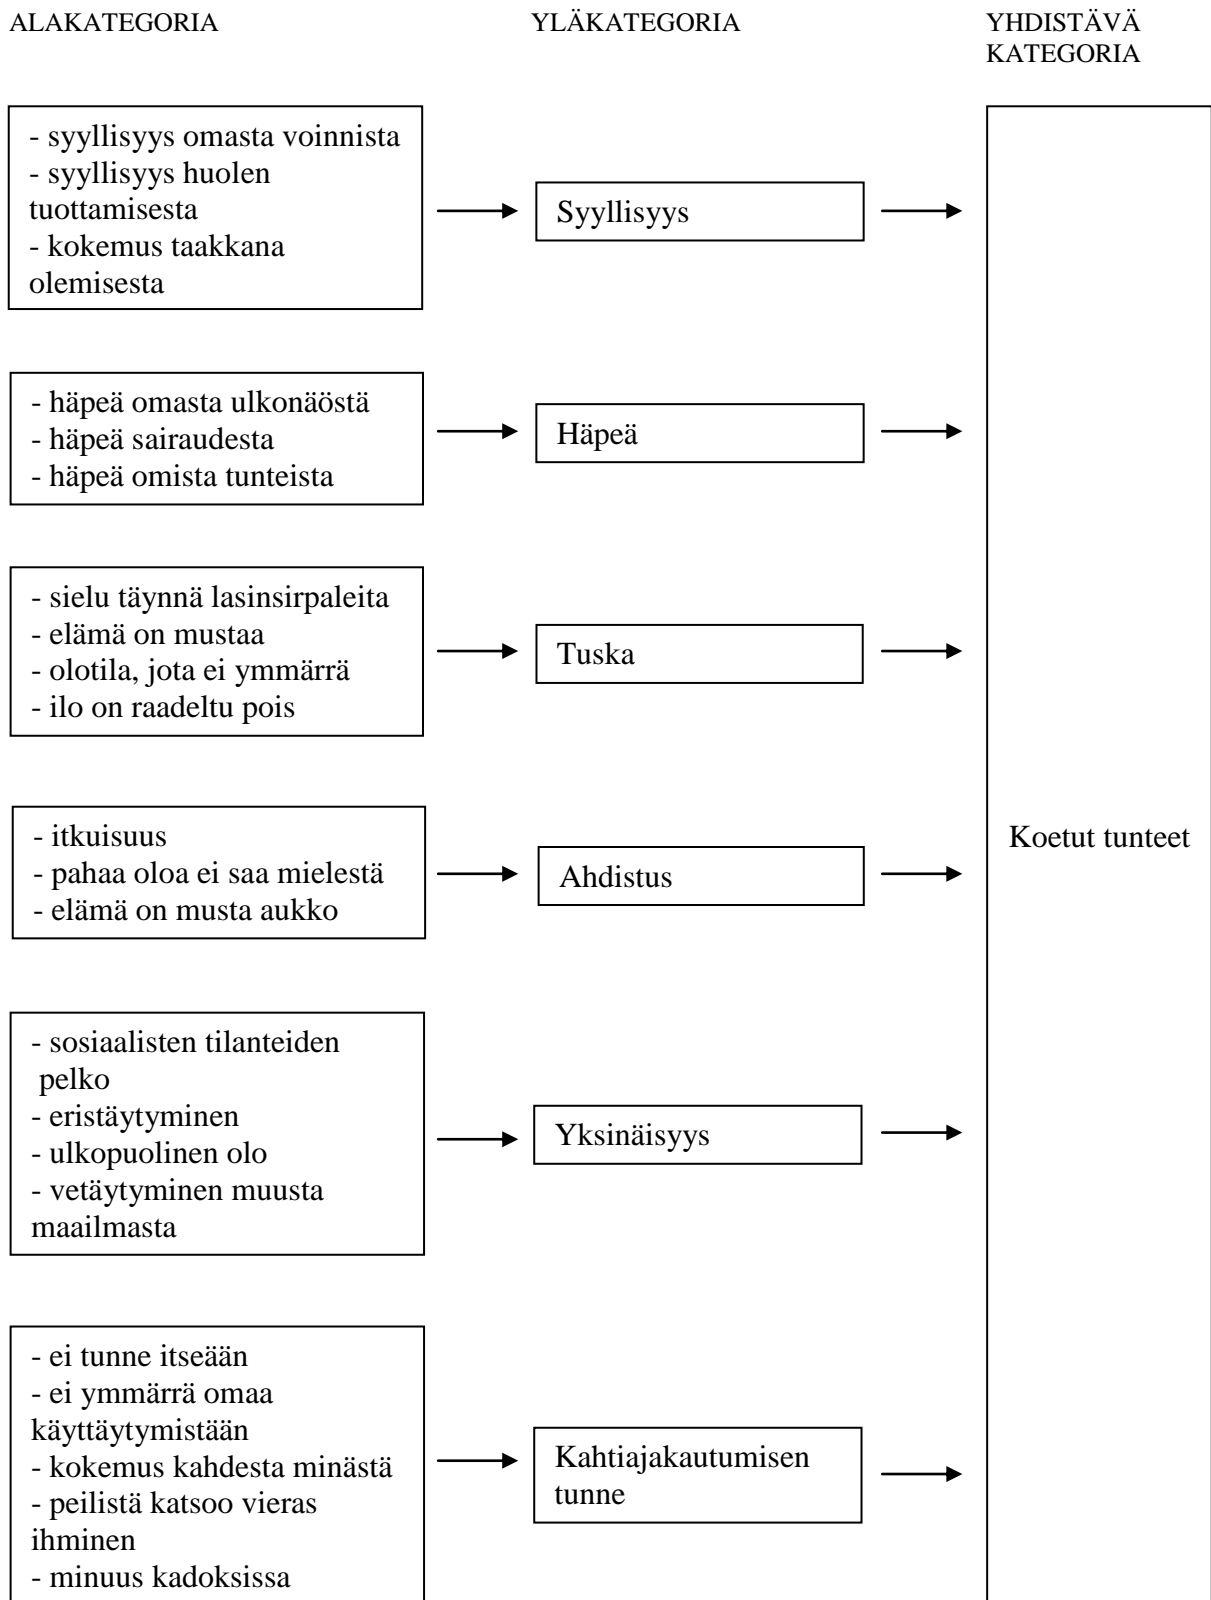 ALAKATEGORIA
YLÄKATEGORIA
YHDISTÄVÄ
KATEGORIA
- syyllisyys omasta voinnista
- syyllisyys huolen
tuottamisesta
- kokemus taakkana
olemisesta
Syyllisyys
- häpeä omasta ulkonäöstä
- häpeä sairaudesta
- häpeä omista tunteista
Häpeä
- sielu täynnä lasinsirpaleita
- elämä on mustaa
- olotila, jota ei ymmärrä
- ilo on raadeltu pois
Tuska
- itkuisuus
- pahaa oloa ei saa mielestä
- elämä on musta aukko
Ahdistus
Koetut tunteet
- sosiaalisten tilanteiden
pelko
- eristäytyminen
- ulkopuolinen olo
- vetäytyminen muusta
maailmasta
Yksinäisyys
- ei tunne itseään
- ei ymmärrä omaa
käyttäytymistään
- kokemus kahdesta minästä
- peilistä katsoo vieras
ihminen
- minuus kadoksissa
Kahtiajakautumisen
tunne